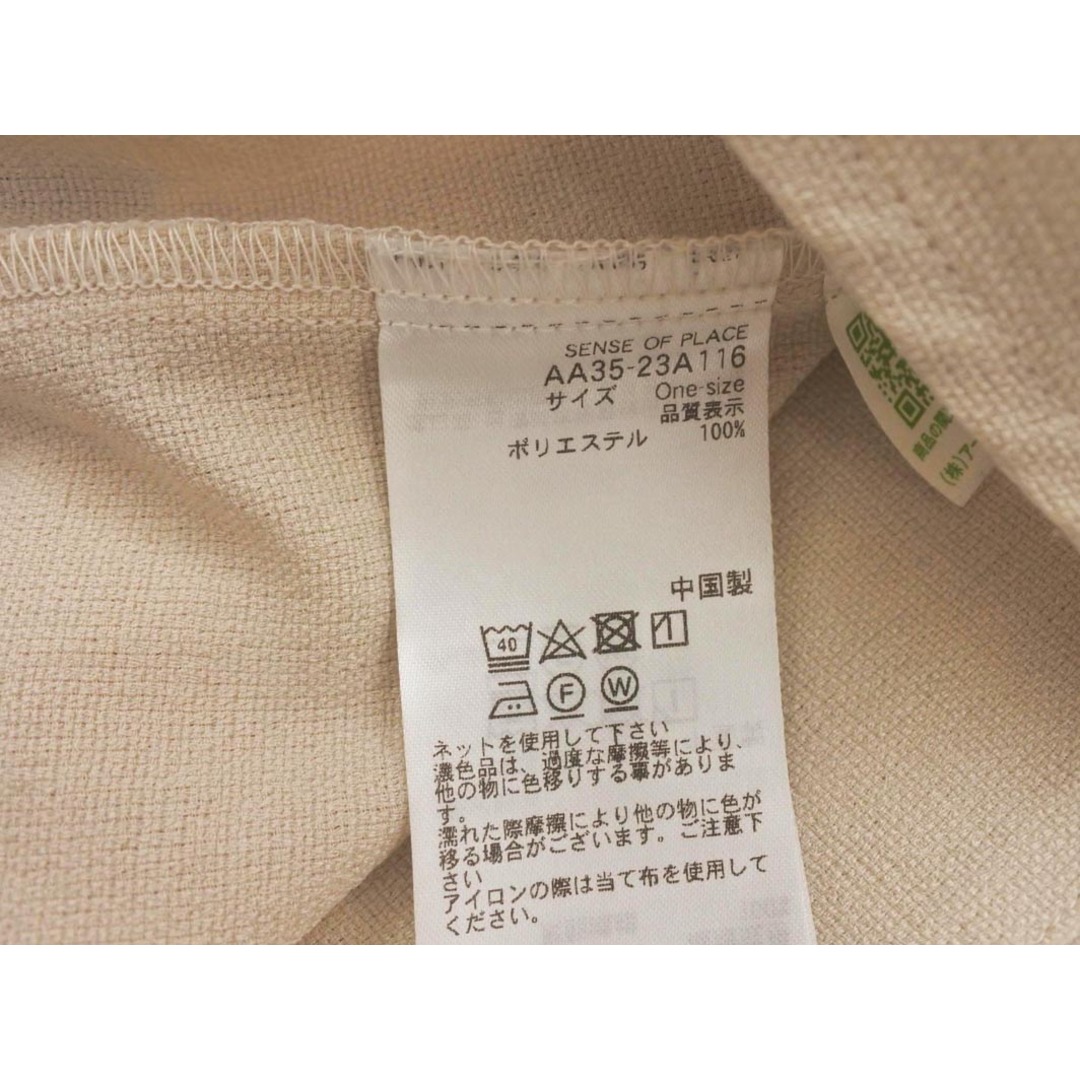 SENSE OF PLACE
AA35-23A116
サイズ One-size
品質表示
ポリエステル 100%
中国製
40
F W
ネットを使用して下さい
濃色品は、過度な摩擦等により、
他の物に色移りする事がありま
す。
濡れた際摩擦により他の物に色が
移る場合がございます。ご注意下
さい
アイロンの際は当て布を使用して
ください。
商品の
(株)アー